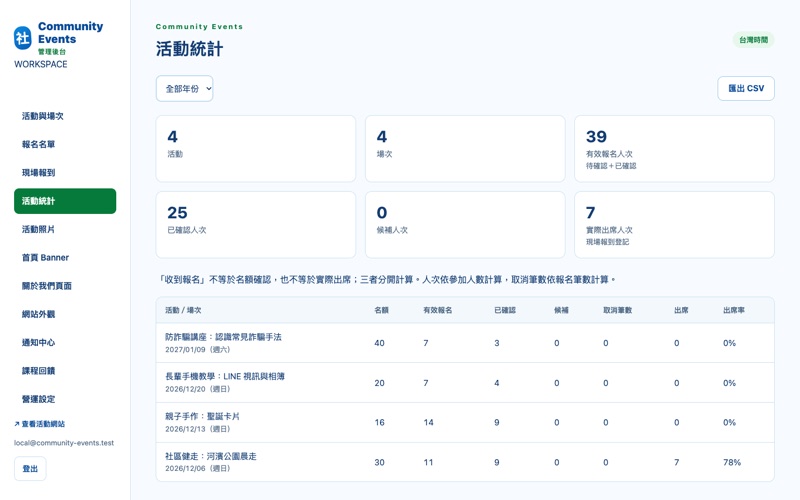 社
Community
Events
管理後台
WORKSPACE
活動與場次
報名名單
現場報到
活動統計
活動照片
首頁 Banner
關於我們頁面
網站外觀
通知中心
課程回饋
營運設定
↗ 查看活動網站
local@community-events.test
登出
Community Events
活動統計
台灣時間
全部年份
匯出 CSV
4
活動
4
場次
39
有效報名人次
待確認＋已確認
25
已確認人次
0
候補人次
7
實際出席人次
現場報到登記
「收到報名」不等於名額確認，也不等於實際出席；三者分開計算。人次依參加人數計算，取消筆數依報名筆數計算。
活動 / 場次 名額 有效報名 已確認 候補 取消筆數 出席 出席率
防詐騙講座：認識常見詐騙手法 40 7 3 0 0 0 0%
2027/01/09（週六）
長輩手機教學：LINE 視訊與相簿 20 7 4 0 0 0 0%
2026/12/20（週日）
親子手作：聖誕卡片 16 14 9 0 0 0 0%
2026/12/13（週日）
社區健走：河濱公園晨走 30 11 9 0 0 7 78%
2026/12/06（週日）